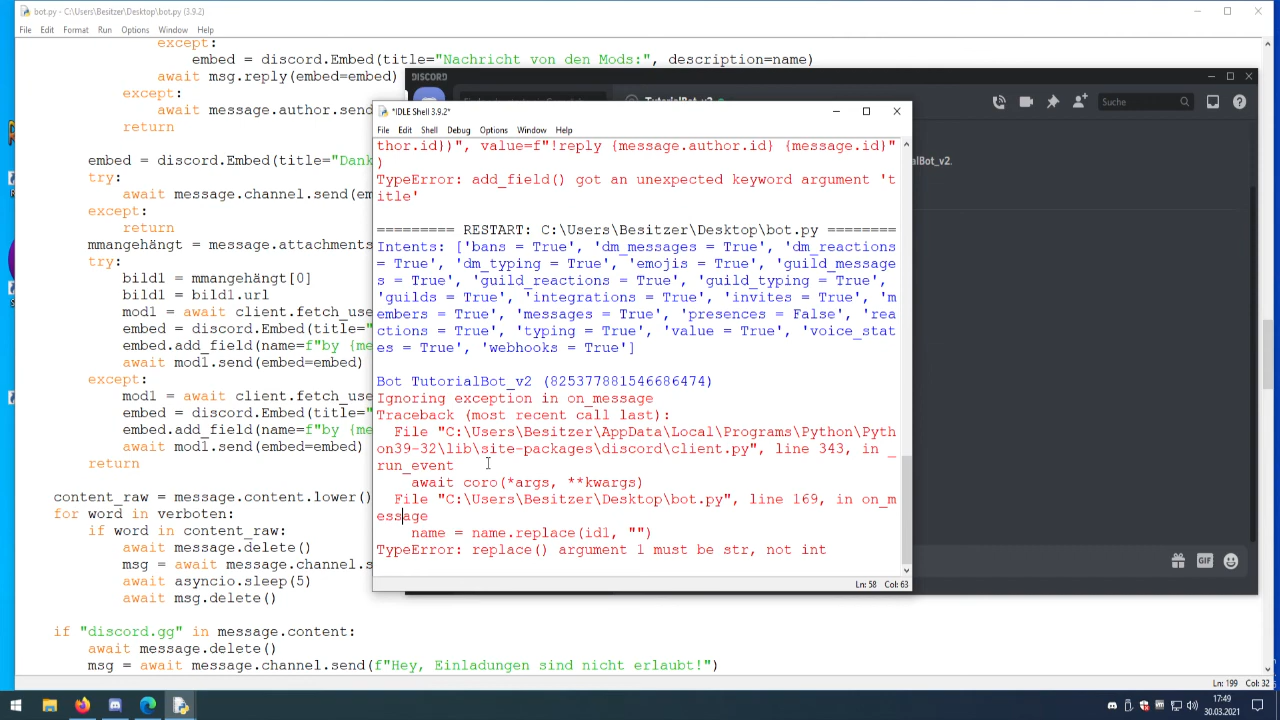 bot.py - C:\Users\Besitzer\Desktop\bot.py (3.9.2)
File Edit Format Run Options Window Help
except:
embed = discord.Embed(title="Nachricht von den Mods:", description=name)
await msg.reply(embed=embed)
except:
await message.author.send
return
embed = discord.Embed(title="Dank
try:
await message.channel.send(em
except:
return
mmangehängt = message.attachments
try:
bild1 = mmangehängt[0]
bild1 = bild1.url
mod1 = await client.fetch_use
embed = discord.Embed(title="
embed.add_field(name=f"by {me
await mod1.send(embed=embed)
except:
mod1 = await client.fetch_use
embed = discord.Embed(title="
embed.add_field(name=f"by {me
await mod1.send(embed=embed)
return
content_raw = message.content.lower()
for word in verboten:
if word in content_raw:
await message.delete()
msg = await message.channel.s
await asyncio.sleep(5)
await msg.delete()
if "discord.gg" in message.content:
await message.delete()
msg = await message.channel.send(f"Hey, Einladungen sind nicht erlaubt!")
Ln: 199 Col: 32
DISCORD
Suche
alBot_v2.
GIF
*IDLE Shell 3.9.2*
File Edit Shell Debug Options Window Help
thor.id})", value=f"!reply {message.author.id} {message.id}"
)
TypeError: add_field() got an unexpected keyword argument 't
itle'
========= RESTART: C:\Users\Besitzer\Desktop\bot.py ========
Intents: ['bans = True', 'dm_messages = True', 'dm_reactions
= True', 'dm_typing = True', 'emojis = True', 'guild_message
s = True', 'guild_reactions = True', 'guild_typing = True',
'guilds = True', 'integrations = True', 'invites = True', 'm
embers = True', 'messages = True', 'presences = False', 'rea
ctions = True', 'typing = True', 'value = True', 'voice_stat
es = True', 'webhooks = True']
Bot TutorialBot_v2 (825377881546686474)
Ignoring exception in on_message
Traceback (most recent call last):
File "C:\Users\Besitzer\AppData\Local\Programs\Python\Pyth
on39-32\lib\site-packages\discord\client.py", line 343, in _
run_event
await coro(*args, **kwargs)
File "C:\Users\Besitzer\Desktop\bot.py", line 169, in on_m
essage
name = name.replace(id1, "")
TypeError: replace() argument 1 must be str, not int
Ln: 58 Col: 63
17:49
30.03.2021